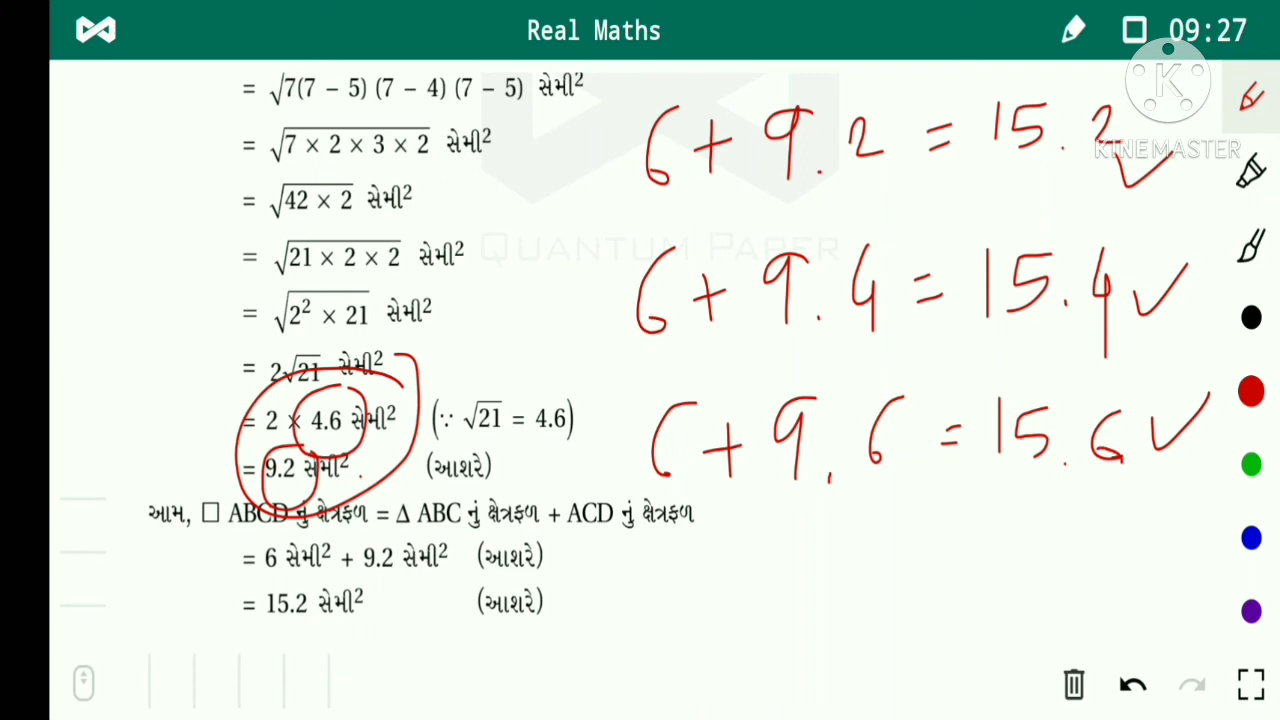 Real Maths
09:27
K
KINEMASTER
QUANTUM PAPER
= √7(7 − 5) (7 − 4) (7 − 5) સેમી²
= √7 × 2 × 3 × 2 સેમી²
= √42 × 2 સેમી²
= √21 × 2 × 2 સેમી²
= √2² × 21 સેમી²
= 2√21 સેમી²
= 2 × 4.6 સેમી² (∵ √21 = 4.6)
= 9.2 સેમી². (આશરે)
આમ, □ ABCD નું ક્ષેત્રફળ = Δ ABC નું ક્ષેત્રફળ + ACD નું ક્ષેત્રફળ
= 6 સેમી² + 9.2 સેમી² (આશરે)
= 15.2 સેમી² (આશરે)
6 + 9.2 = 15.2 ✓
6 + 9.4 = 15.4 ✓
6 + 9.6 = 15.6 ✓